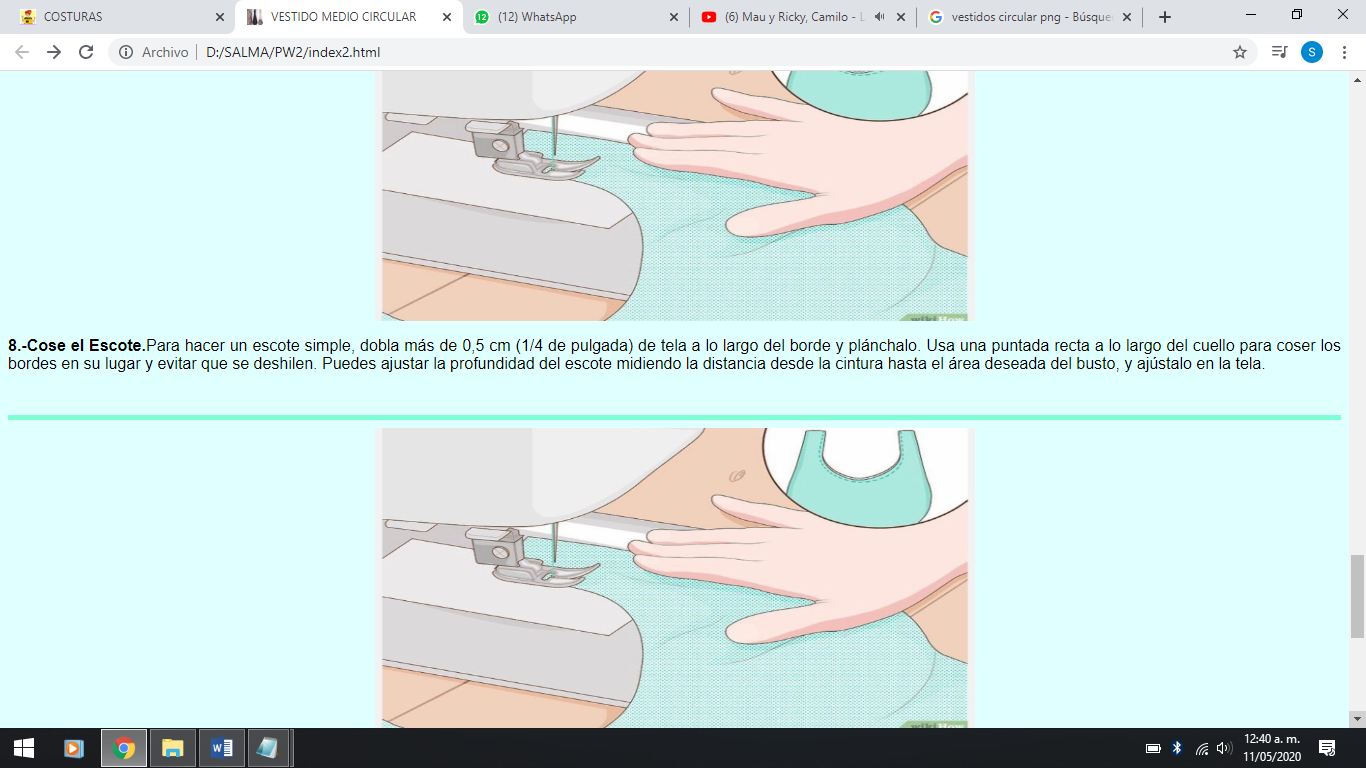 COSTURAS
VESTIDO MEDIO CIRCULAR
(12) WhatsApp
(6) Mau y Ricky, Camilo - L
vestidos circular png - Búsque
12
Archivo
D:/SALMA/PW2/index2.html
S
wikiHow
8.-Cose el Escote.Para hacer un escote simple, dobla más de 0,5 cm (1/4 de pulgada) de tela a lo largo del borde y plánchalo. Usa una puntada recta a lo largo del cuello para coser los
bordes en su lugar y evitar que se deshilen. Puedes ajustar la profundidad del escote midiendo la distancia desde la cintura hasta el área deseada del busto, y ajústalo en la tela.
wikiHow
12:40 a. m.
11/05/2020